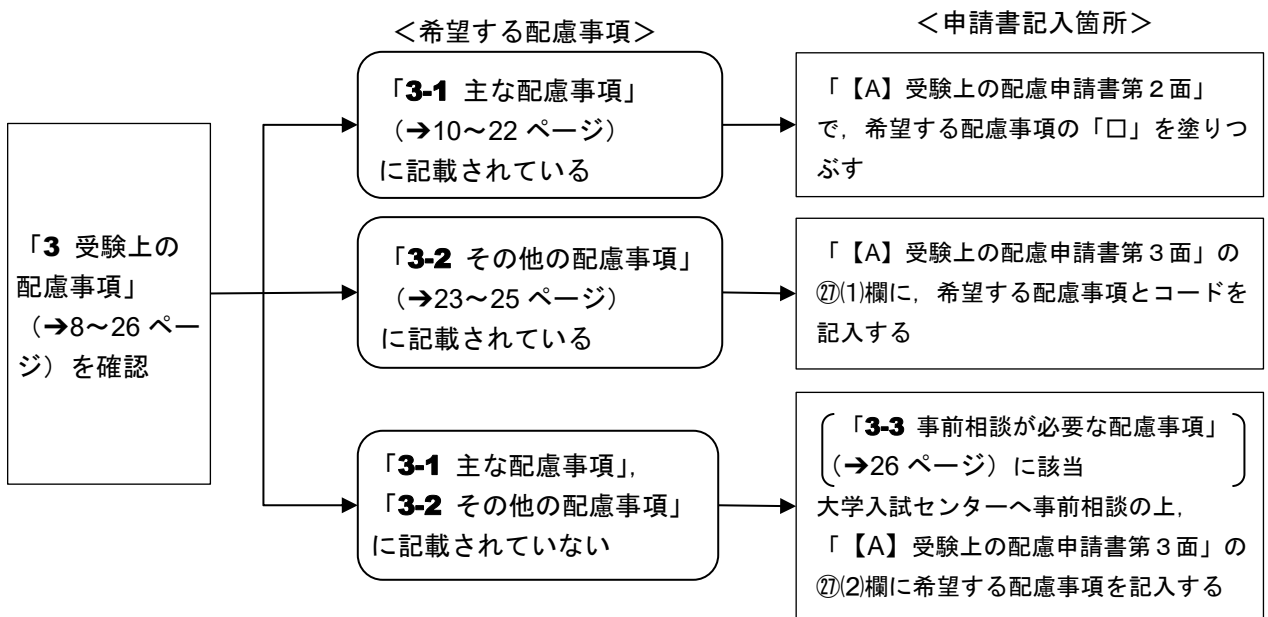 ＜希望する配慮事項＞
＜申請書記入箇所＞
「3 受験上の
配慮事項」
（➔8～26 ペー
ジ）を確認
「3-1 主な配慮事項」
（➔10～22 ページ）
に記載されている
「【A】受験上の配慮申請書第２面」
で，希望する配慮事項の「□」を塗りつ
ぶす
「3-2 その他の配慮事項」
（➔23～25 ページ）
に記載されている
「【A】受験上の配慮申請書第３面」の
㉗⑴欄に，希望する配慮事項とコードを
記入する
「3-1 主な配慮事項」，
「3-2 その他の配慮事項」
に記載されていない
「3-3 事前相談が必要な配慮事項」
（➔26 ページ）に該当
大学入試センターへ事前相談の上，
「【A】受験上の配慮申請書第３面」の
㉗⑵欄に希望する配慮事項を記入する